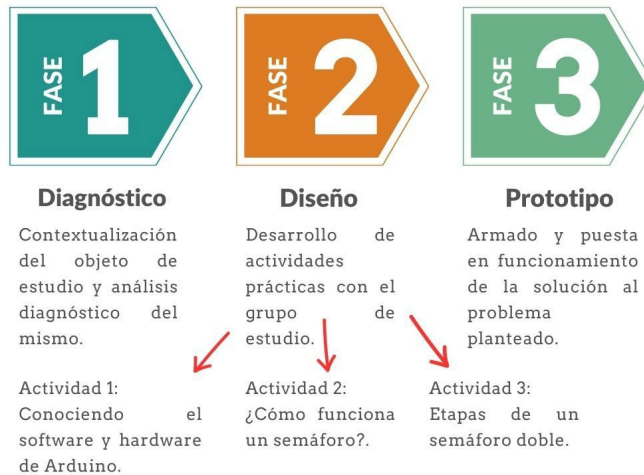 FASE 1
FASE 2
FASE 3
Diagnóstico
Contextualización
del objeto de
estudio y análisis
diagnóstico del
mismo.
Diseño
Desarrollo de
actividades
prácticas con el
grupo de
estudio.
Prototipo
Armado y puesta
en funcionamiento
de la solución al
problema
planteado.
Actividad 1:
Conociendo el
software y hardware
de Arduino.
Actividad 2:
¿Cómo funciona
un semáforo?.
Actividad 3:
Etapas de un
semáforo doble.